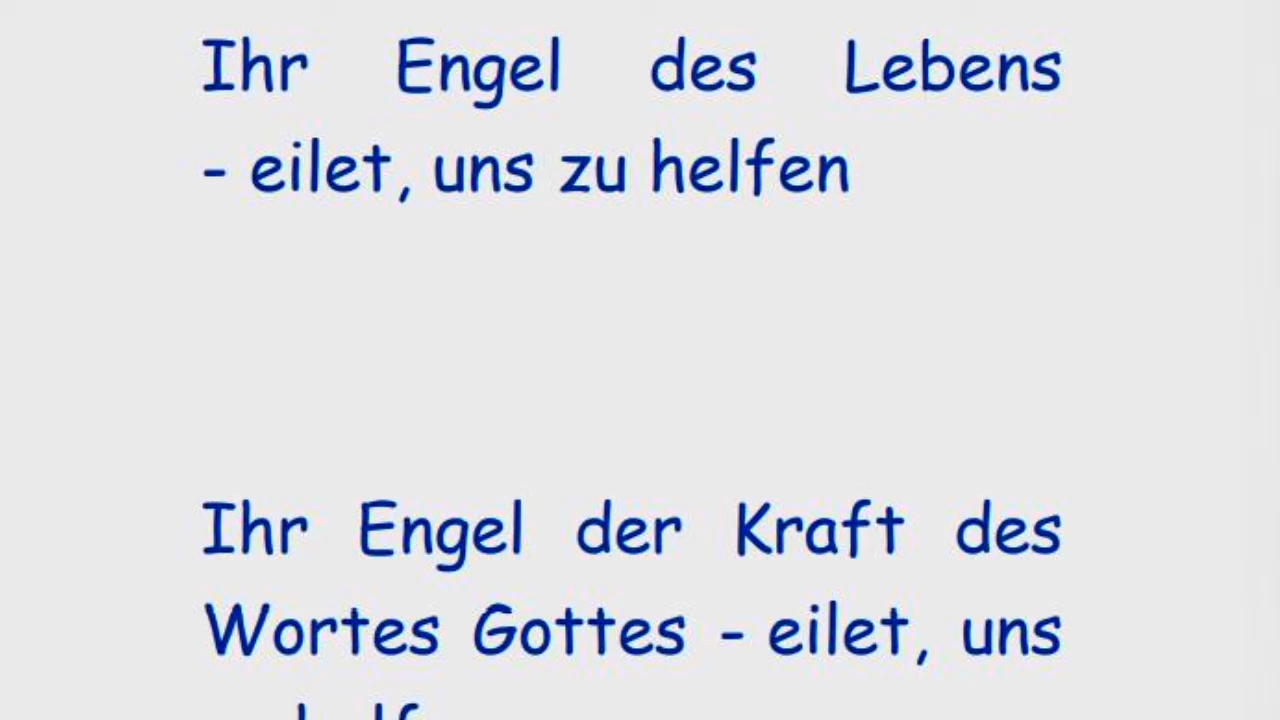 Ihr Engel des Lebens
- eilet, uns zu helfen
Ihr Engel der Kraft des
Wortes Gottes - eilet, uns